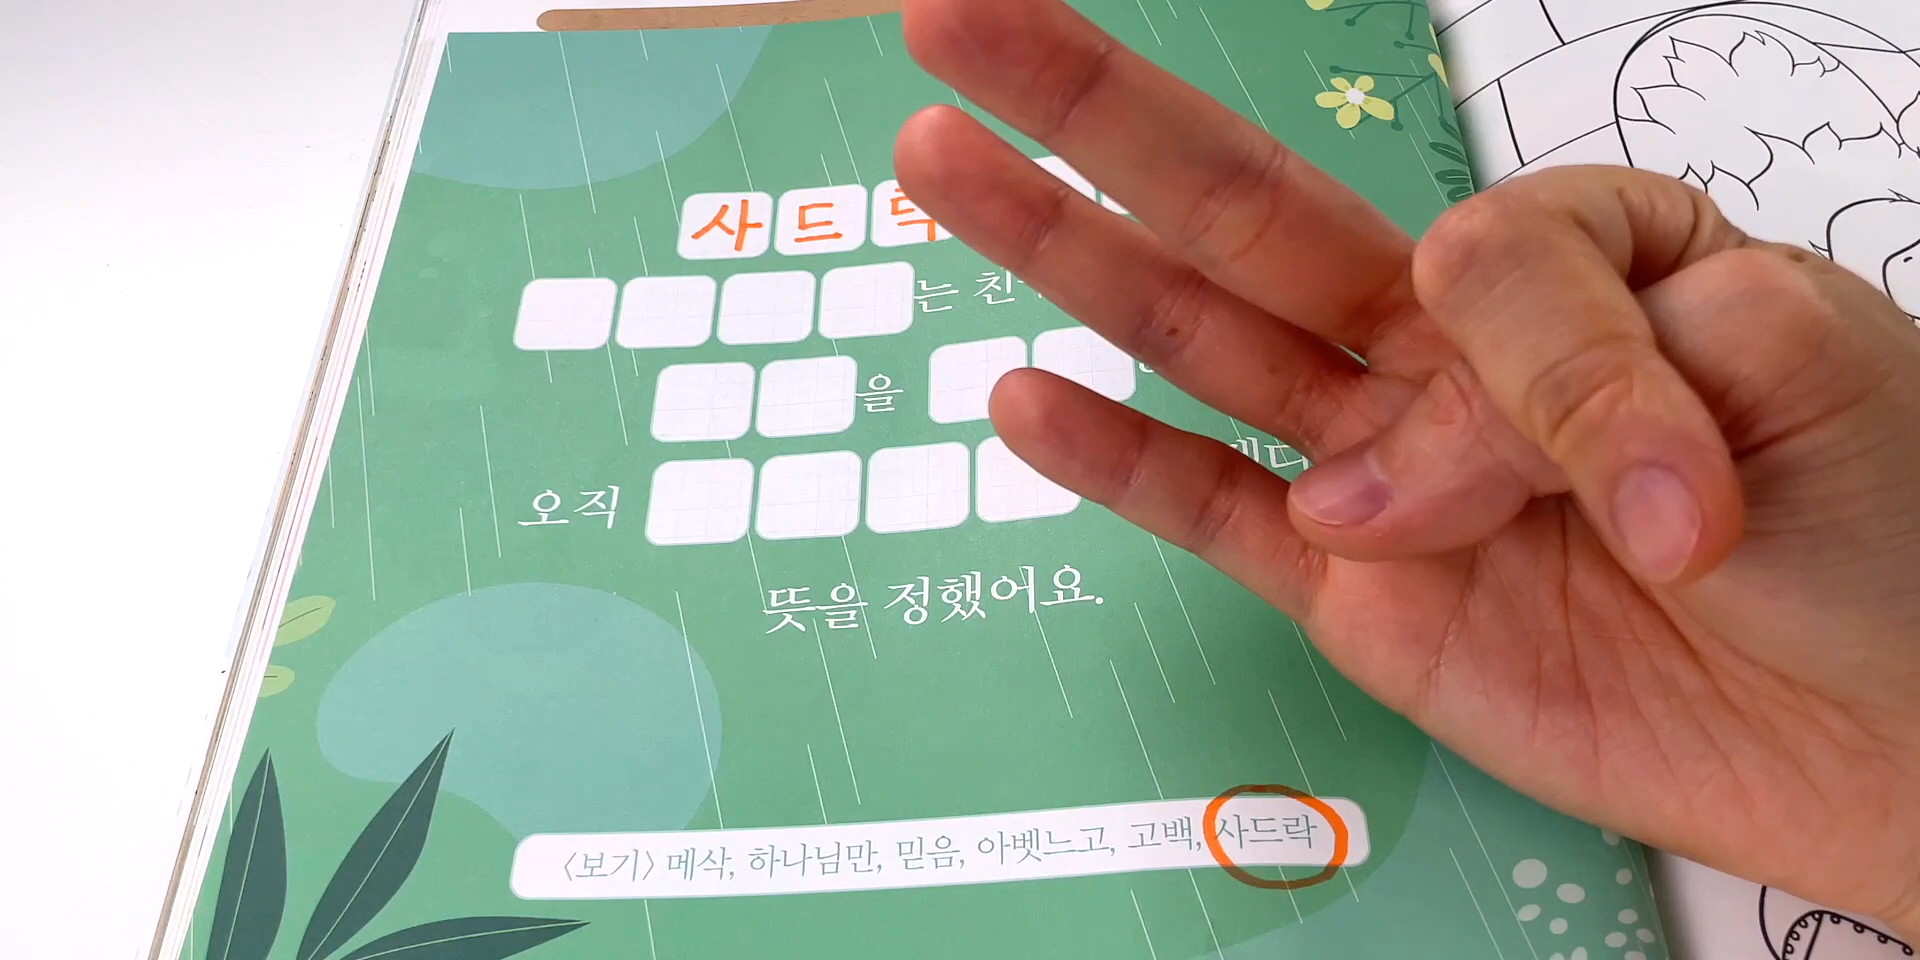 사드락
는
을
오직
뜻을 정했어요.
<보기> 메삭, 하나님만, 믿음, 아벳느고, 고백, 사드락